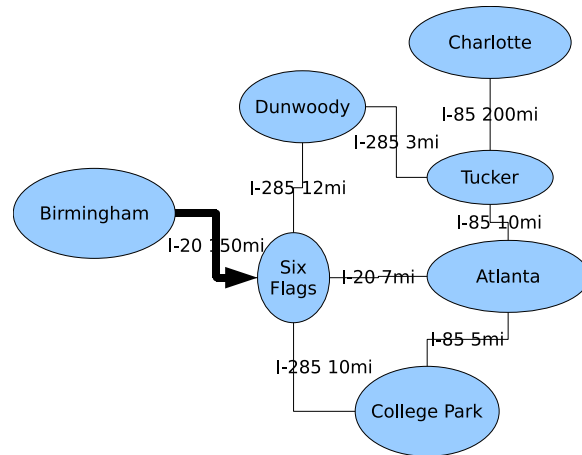 Charlotte
Dunwoody
I-85 200mi
I-285 3mi
Tucker
I-285 12mi
Birmingham
I-85 10mi
I-20 150mi
Six
Flags
I-20 7mi
Atlanta
I-85 5mi
I-285 10mi
College Park